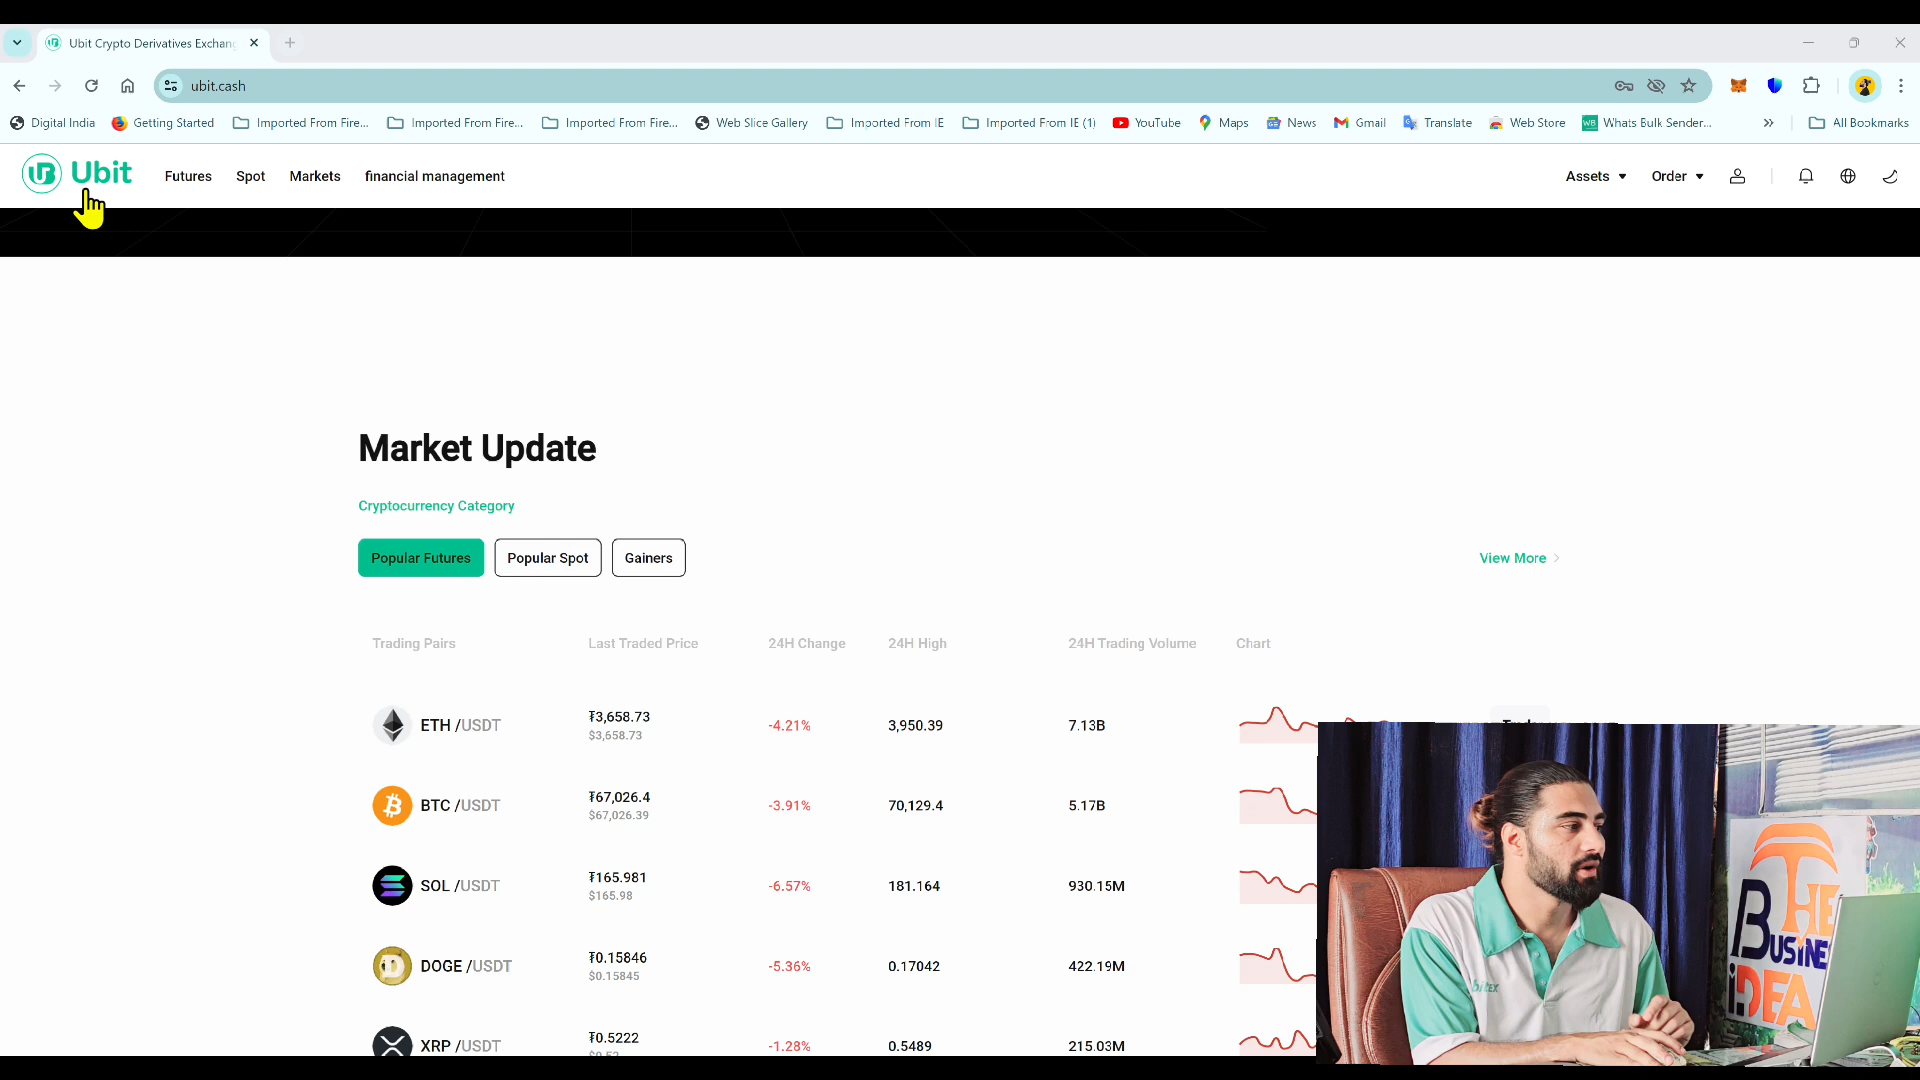 Ubit Crypto Derivatives Exchan
ubit.cash
Digital India
Getting Started
Imported From Fire...
Imported From Fire...
Imported From Fire...
Web Slice Gallery
Imported From IE
Imported From IE (1)
YouTube
Maps
News
Gmail
Translate
Web Store
Whats Bulk Sender...
All Bookmarks
Ubit
Futures
Spot
Markets
financial management
Assets
Order
Market Update
Cryptocurrency Category
Popular Futures
Popular Spot
Gainers
View More
Trading Pairs
Last Traded Price
24H Change
24H High
24H Trading Volume
Chart
ETH /USDT
₮3,658.73
$3,658.73
-4.21%
3,950.39
7.13B
BTC /USDT
₮67,026.4
$67,026.39
-3.91%
70,129.4
5.17B
SOL /USDT
₮165.981
$165.98
-6.57%
181.164
930.15M
DOGE /USDT
₮0.15846
$0.15845
-5.36%
0.17042
422.19M
XRP /USDT
₮0.5222
-1.28%
0.5489
215.03M
THE
BUSINE
iDEA